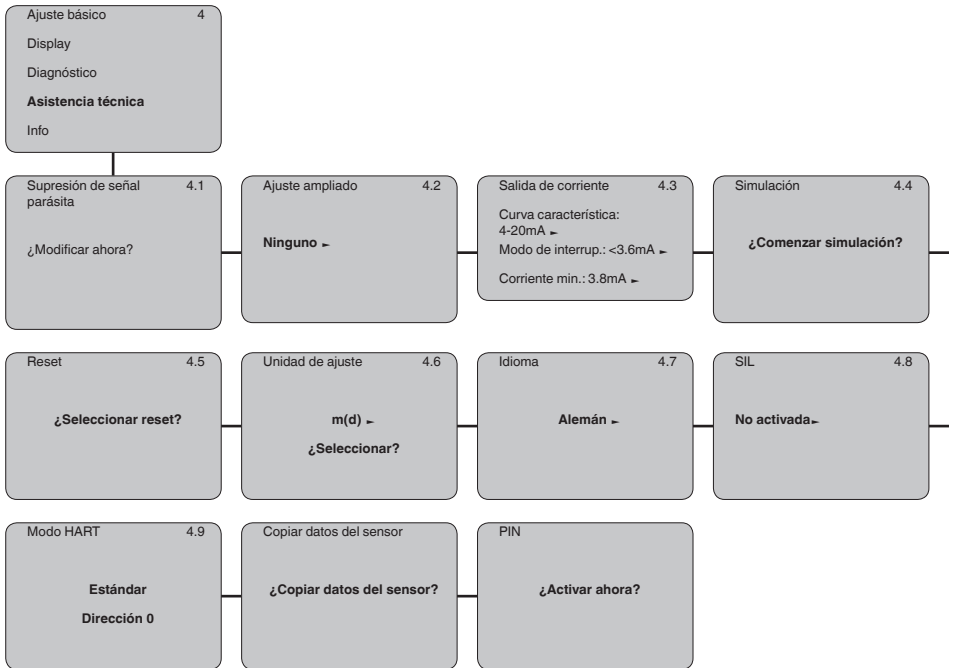 Ajuste básico 4
Display
Diagnóstico
Asistencia técnica
Info
Supresión de señal 4.1
parásita
¿Modificar ahora?
Ajuste ampliado 4.2
Ninguno ►
Salida de corriente 4.3
Curva característica:
4-20mA ►
Modo de interrup.: <3.6mA ►
Corriente min.: 3.8mA ►
Simulación 4.4
¿Comenzar simulación?
Reset 4.5
¿Seleccionar reset?
Unidad de ajuste 4.6
m(d) ►
¿Seleccionar?
Idioma 4.7
Alemán ►
SIL 4.8
No activada ►
Modo HART 4.9
Estándar
Dirección 0
Copiar datos del sensor
¿Copiar datos del sensor?
PIN
¿Activar ahora?